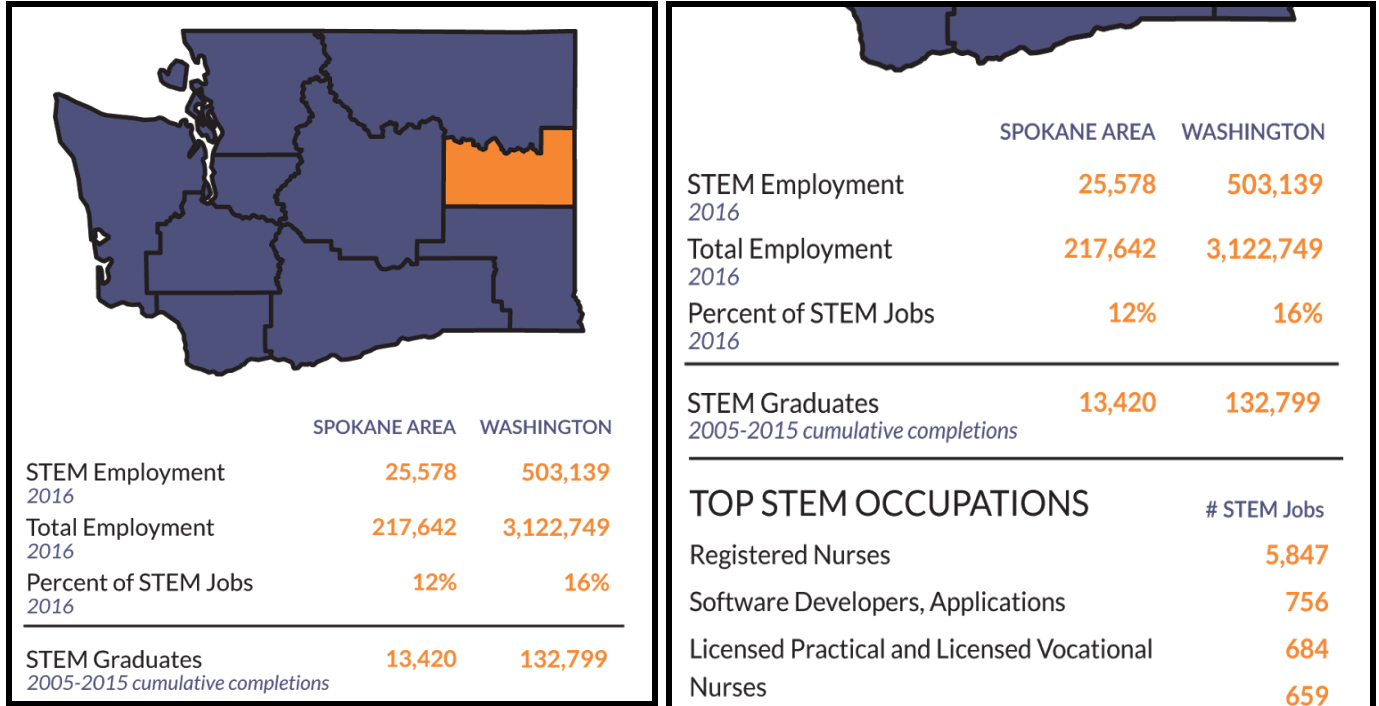 SPOKANE AREA WASHINGTON
STEM Employment 25,578 503,139
2016
Total Employment 217,642 3,122,749
2016
Percent of STEM Jobs 12% 16%
2016
STEM Graduates 13,420 132,799
2005-2015 cumulative completions
SPOKANE AREA WASHINGTON
STEM Employment 25,578 503,139
2016
Total Employment 217,642 3,122,749
2016
Percent of STEM Jobs 12% 16%
2016
STEM Graduates 13,420 132,799
2005-2015 cumulative completions
TOP STEM OCCUPATIONS # STEM Jobs
Registered Nurses 5,847
Software Developers, Applications 756
Licensed Practical and Licensed Vocational 684
Nurses 659